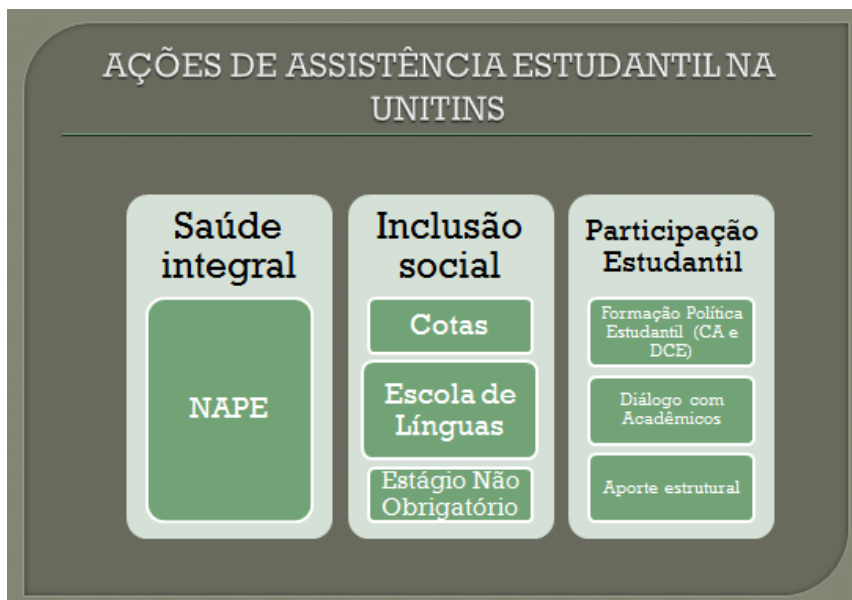 AÇÕES DE ASSISTÊNCIA ESTUDANTIL NA
UNITINS
Saúde
integral
NAPE
Inclusão
social
Cotas
Escola de
Línguas
Estágio Não
Obrigatório
Participação
Estudantil
Formação Política
Estudantil (CA e
DCE)
Diálogo com
Acadêmicos
Aporte estrutural